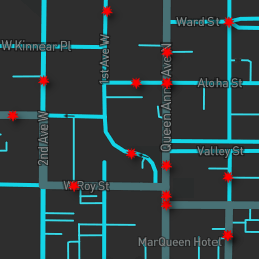 Ward St
W Kinnear Pl
1st Ave W
Queen Anne Ave N
Aloha St
2nd Ave W
Valley St
W Roy St
MarQueen Hotel